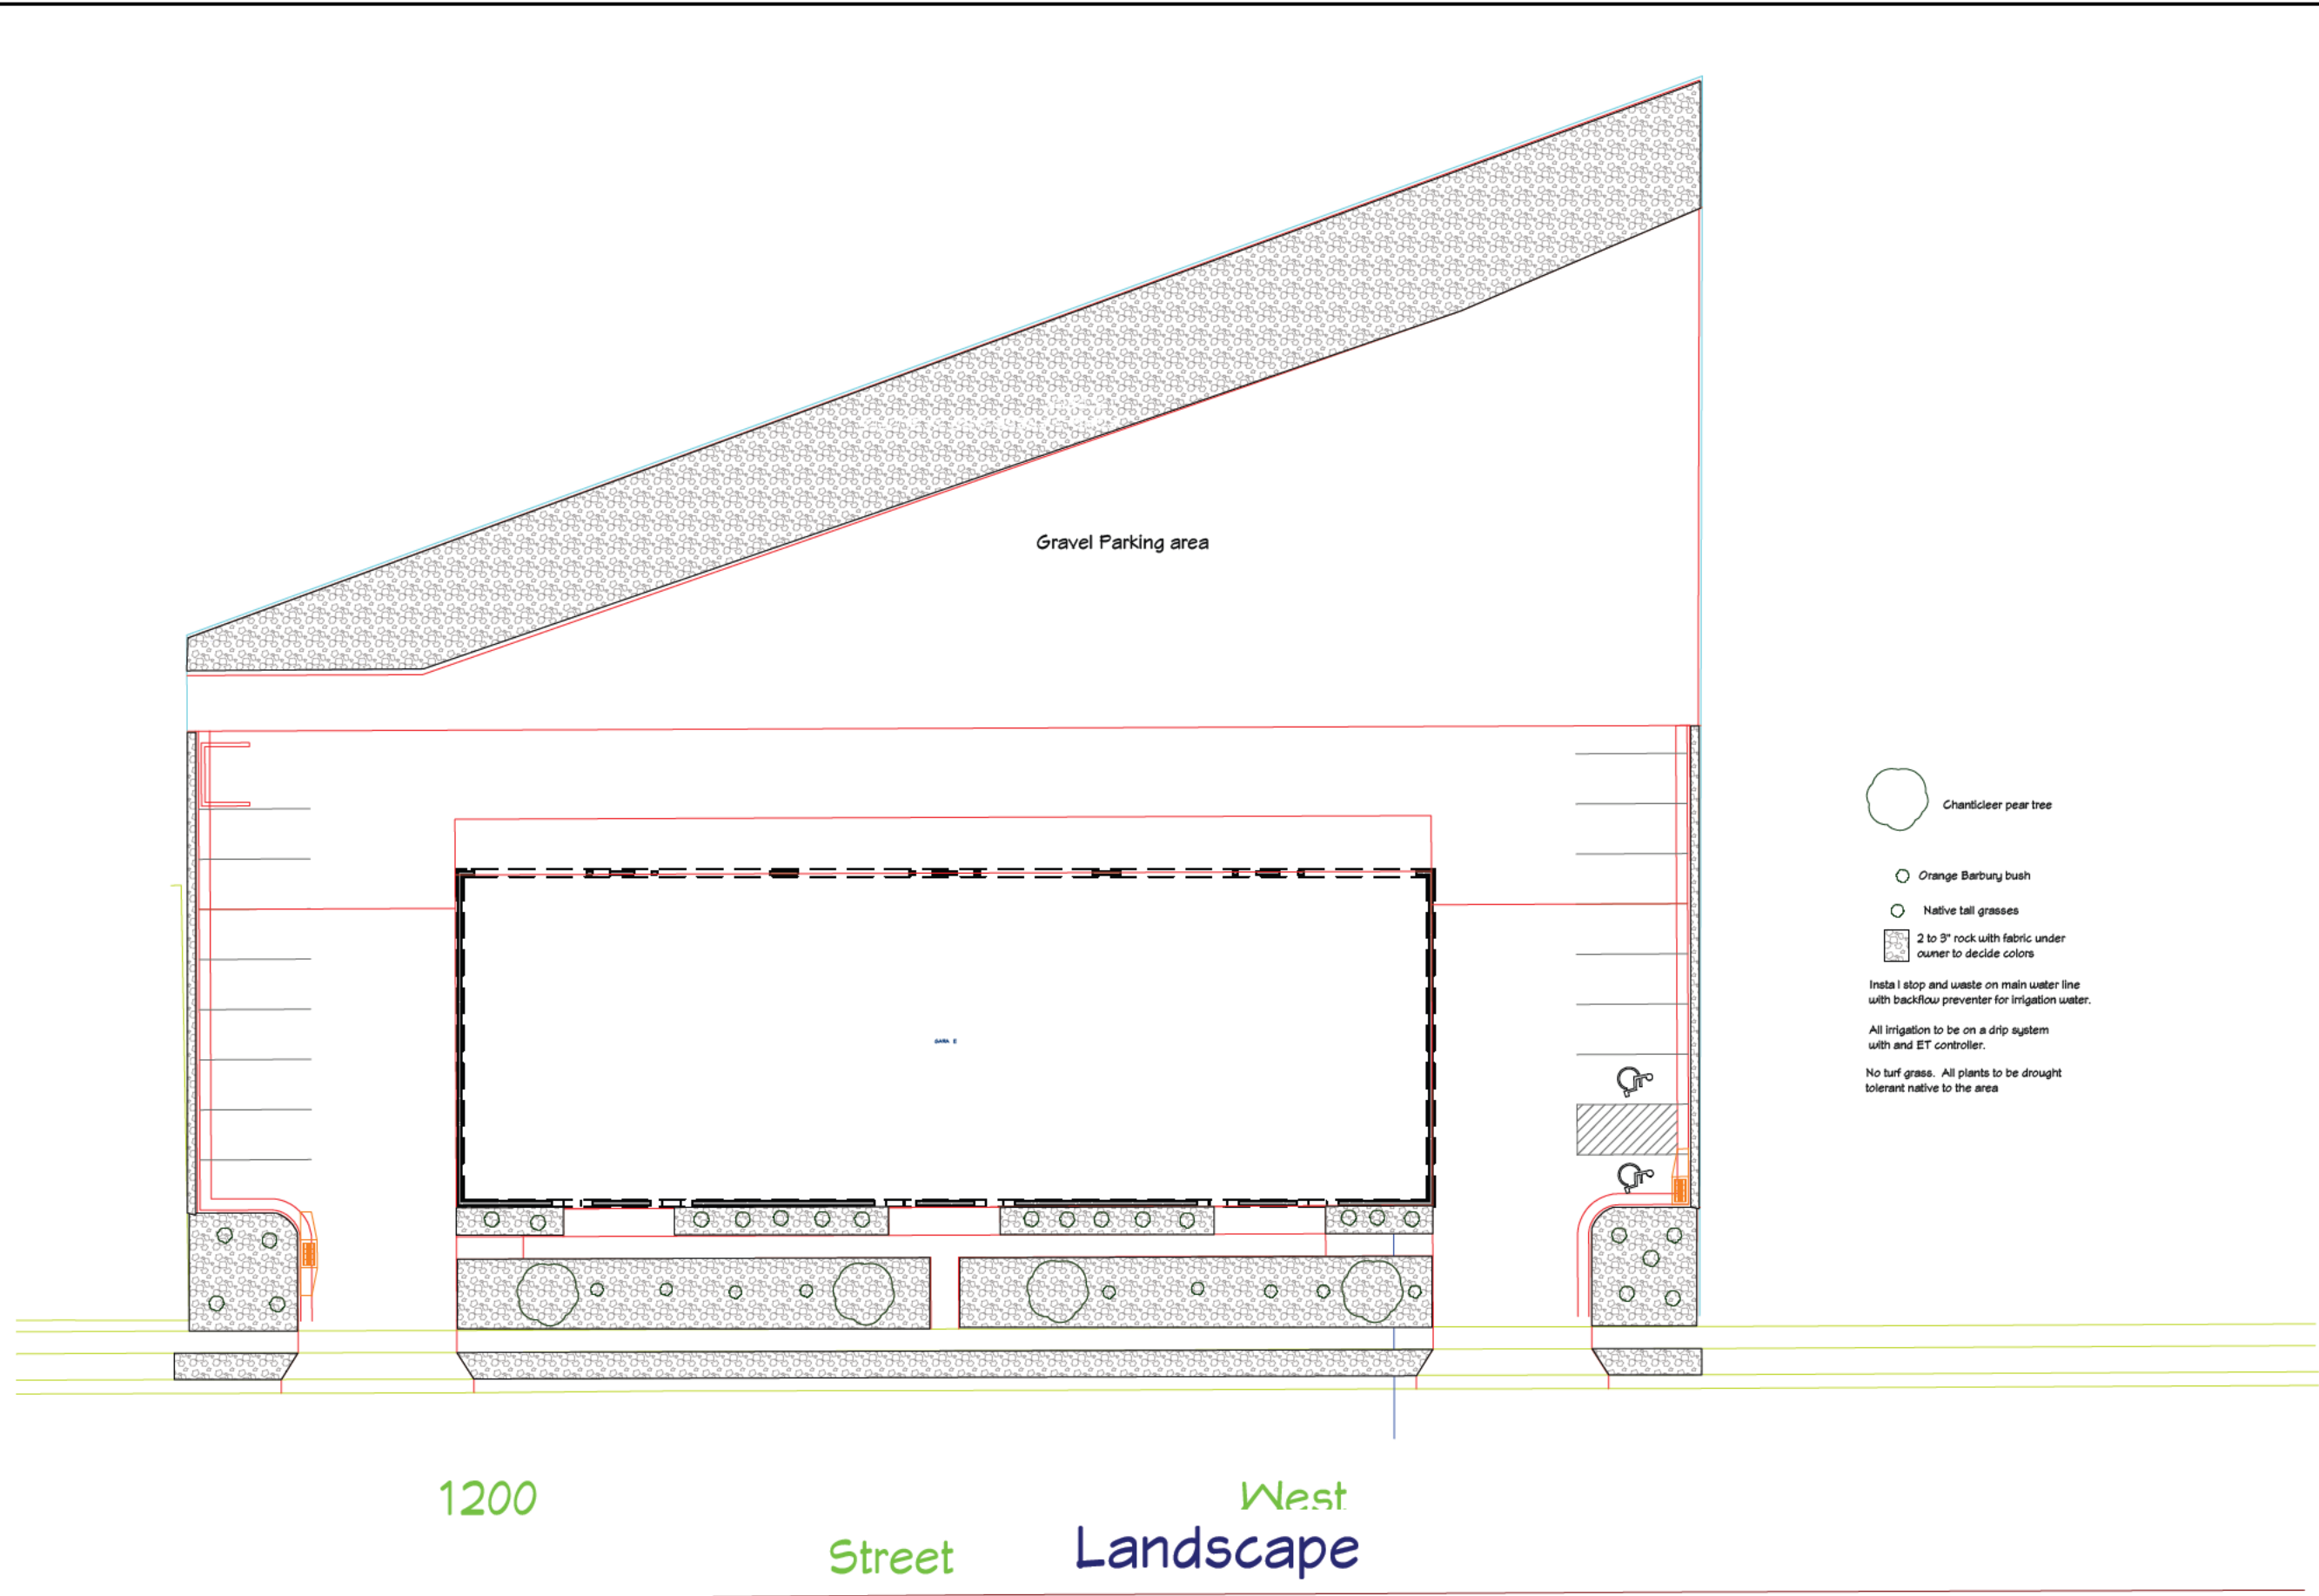 Gravel Parking area
Chanticleer pear tree
Orange Barbury bush
Native tall grasses
2 to 3" rock with fabric under
owner to decide colors
Insta l stop and waste on main water line
with backflow preventer for irrigation water.
All irrigation to be on a drip system
with and ET controller.
No turf grass. All plants to be drought
tolerant native to the area
1200
West
Street
Landscape